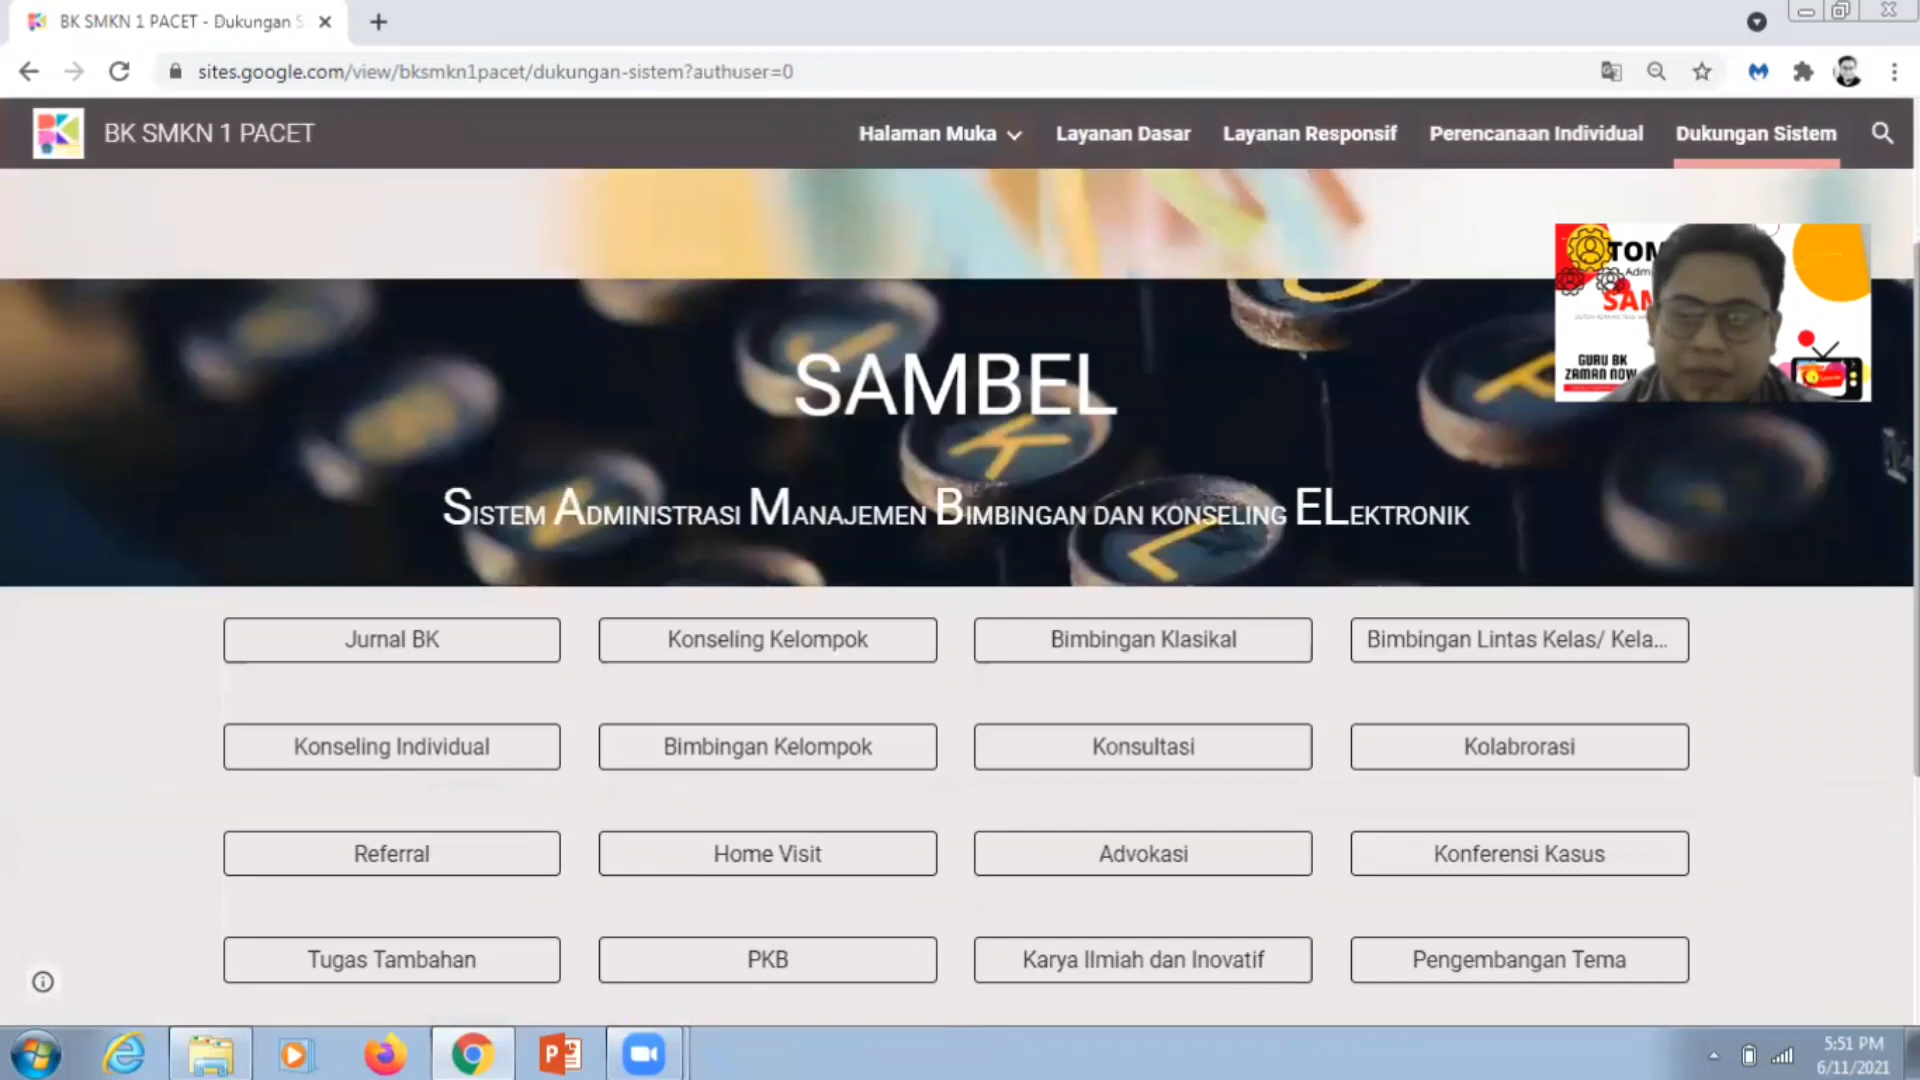 BK SMKN 1 PACET - Dukungan S
sites.google.com/view/bksmkn1pacet/dukungan-sistem?authuser=0
BK SMKN 1 PACET
Halaman Muka
Layanan Dasar
Layanan Responsif
Perencanaan Individual
Dukungan Sistem
TOM
Adm
SAM
GURU BK
ZAMAN NOW
SAMBEL
SISTEM ADMINISTRASI MANAJEMEN BIMBINGAN DAN KONSELING ELEKTRONIK
Jurnal BK
Konseling Kelompok
Bimbingan Klasikal
Bimbingan Lintas Kelas/ Kela...
Konseling Individual
Bimbingan Kelompok
Konsultasi
Kolabrorasi
Referral
Home Visit
Advokasi
Konferensi Kasus
Tugas Tambahan
PKB
Karya Ilmiah dan Inovatif
Pengembangan Tema
5:51 PM
6/11/2021